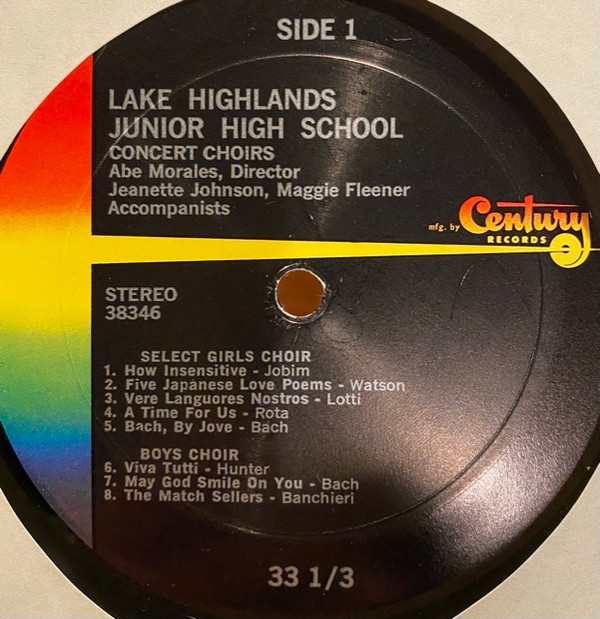 SIDE 1
LAKE HIGHLANDS
JUNIOR HIGH SCHOOL
CONCERT CHOIRS
Abe Morales, Director
Jeanette Johnson, Maggie Fleener
Accompanists
mfg. by Century
RECORDS
STEREO
38346
SELECT GIRLS CHOIR
1. How Insensitive - Jobim
2. Five Japanese Love Poems - Watson
3. Vere Languores Nostros - Lotti
4. A Time For Us - Rota
5. Bach, By Jove - Bach
BOYS CHOIR
6. Viva Tutti - Hunter
7. May God Smile On You - Bach
8. The Match Sellers - Banchieri
33 1/3